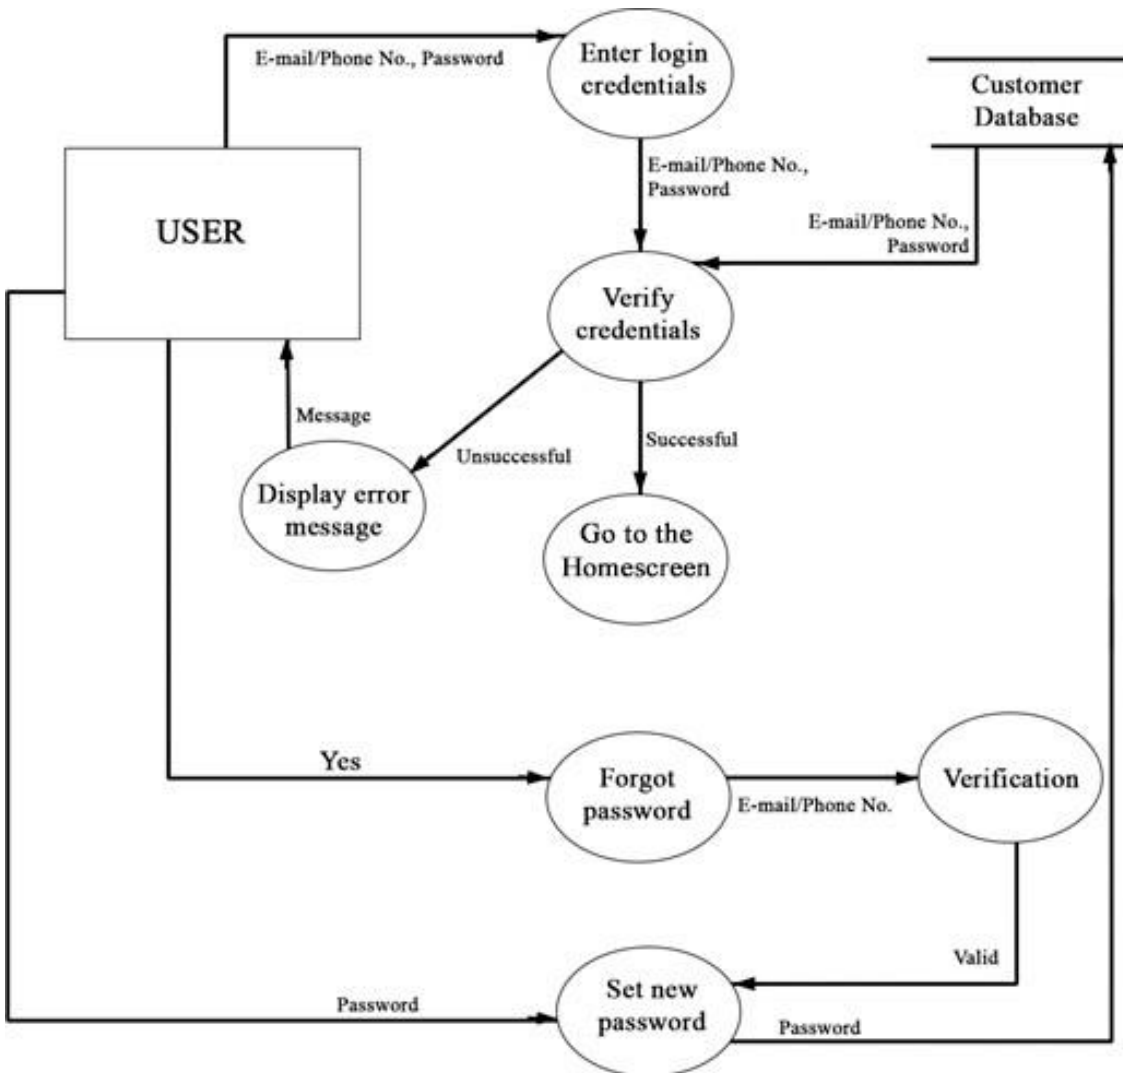 E-mail/Phone No., Password
Enter login
credentials
Customer
Database
E-mail/Phone No.,
Password
USER
E-mail/Phone No.,
Password
Verify
credentials
Message
Unsuccessful
Successful
Display error
message
Go to the
Homescreen
Yes
Forgot
password
E-mail/Phone No.
Verification
Valid
Set new
password
Password
Password